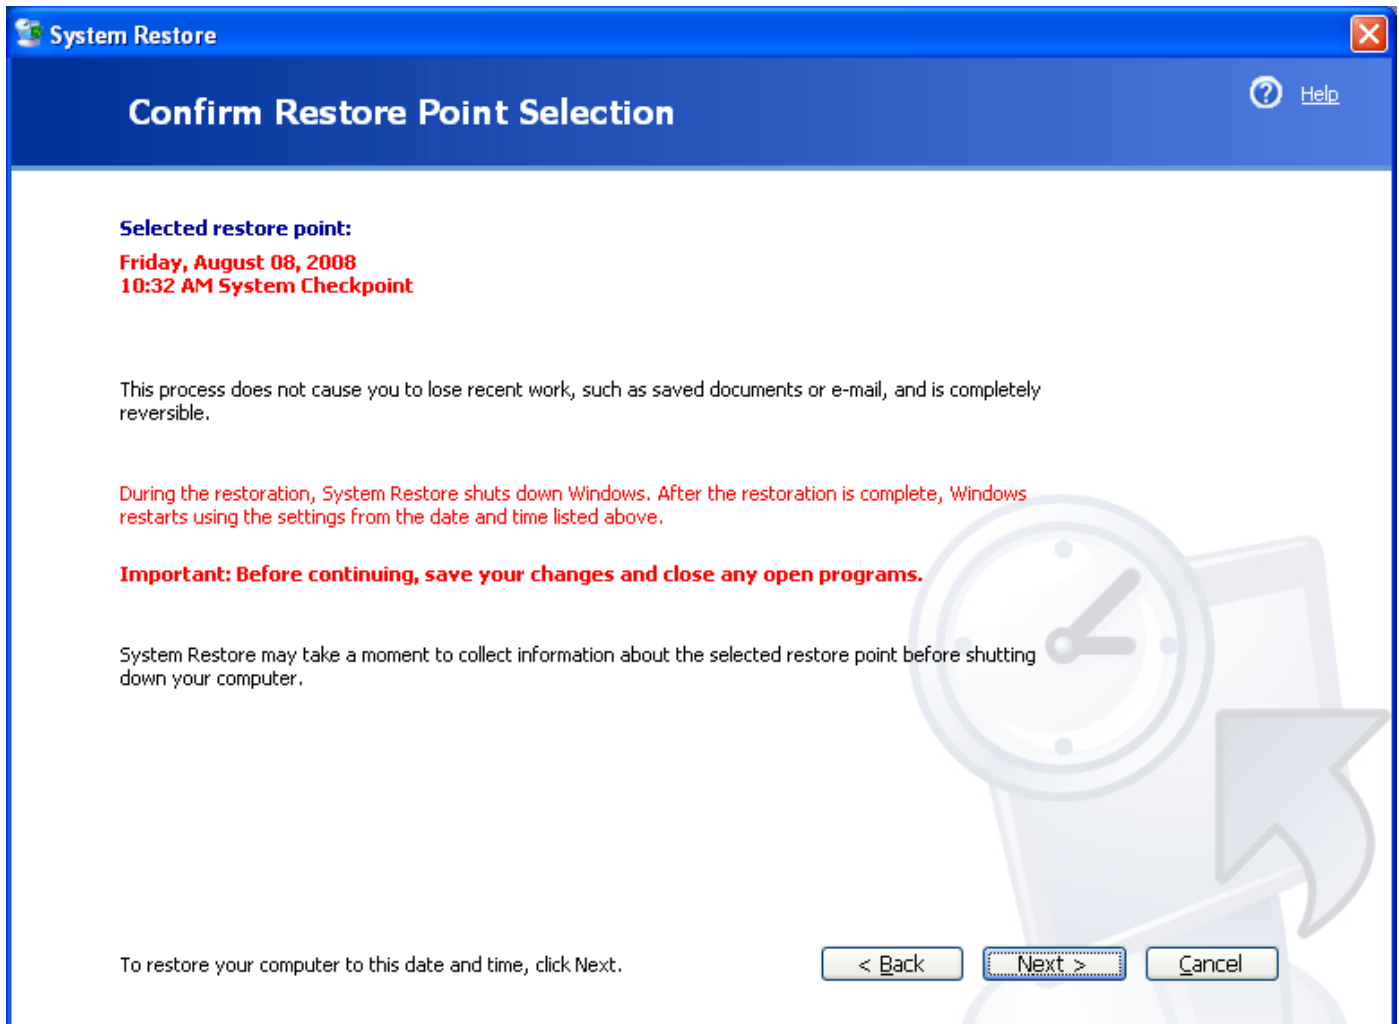 System Restore
Confirm Restore Point Selection
Help
Selected restore point:
Friday, August 08, 2008
10:32 AM System Checkpoint
This process does not cause you to lose recent work, such as saved documents or e-mail, and is completely
reversible.
During the restoration, System Restore shuts down Windows. After the restoration is complete, Windows
restarts using the settings from the date and time listed above.
Important: Before continuing, save your changes and close any open programs.
System Restore may take a moment to collect information about the selected restore point before shutting
down your computer.
To restore your computer to this date and time, click Next.
< Back
Next >
Cancel